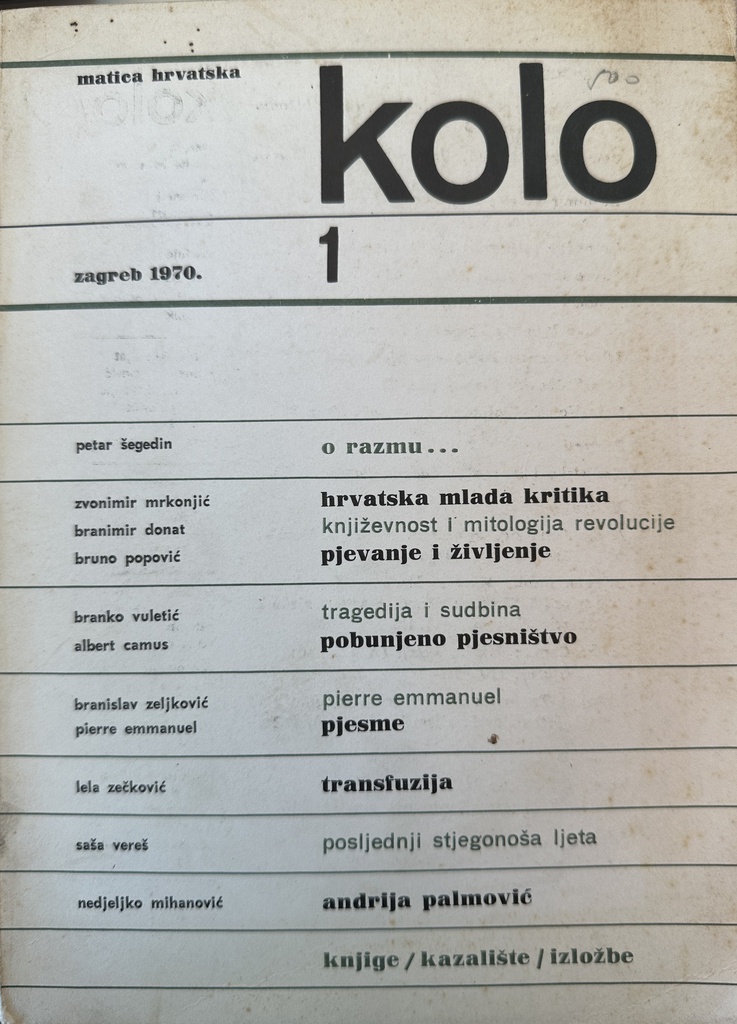 matica hrvatska
kolo
1
zagreb 1970.
petar šegedin o razmu...
zvonimir mrkonjić hrvatska mlada kritika
branimir donat književnost i mitologija revolucije
bruno popović pjevanje i življenje
branko vuletić tragedija i sudbina
albert camus pobunjeno pjesništvo
branislav zeljković pierre emmanuel
pierre emmanuel pjesme
lela zečković transfuzija
saša vereš posljednji stjegonoša ljeta
nedjeljko mihanović andrija palmović
knjige / kazalište / izložbe